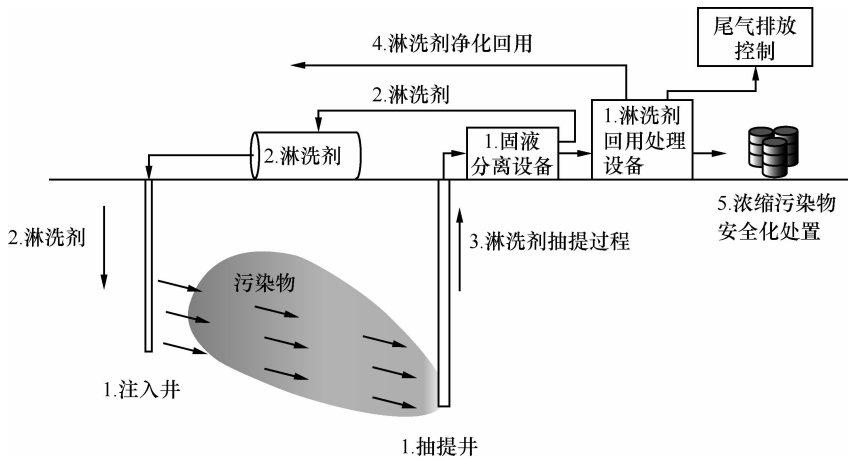 尾气排放
控制
4.淋洗剂净化回用
2.淋洗剂
1.淋洗剂
回用处理
设备
1.固液
分离设备
2.淋洗剂
5.浓缩污染物
安全化处置
2.淋洗剂
3.淋洗剂抽提过程
污染物
1.注入井
1.抽提井